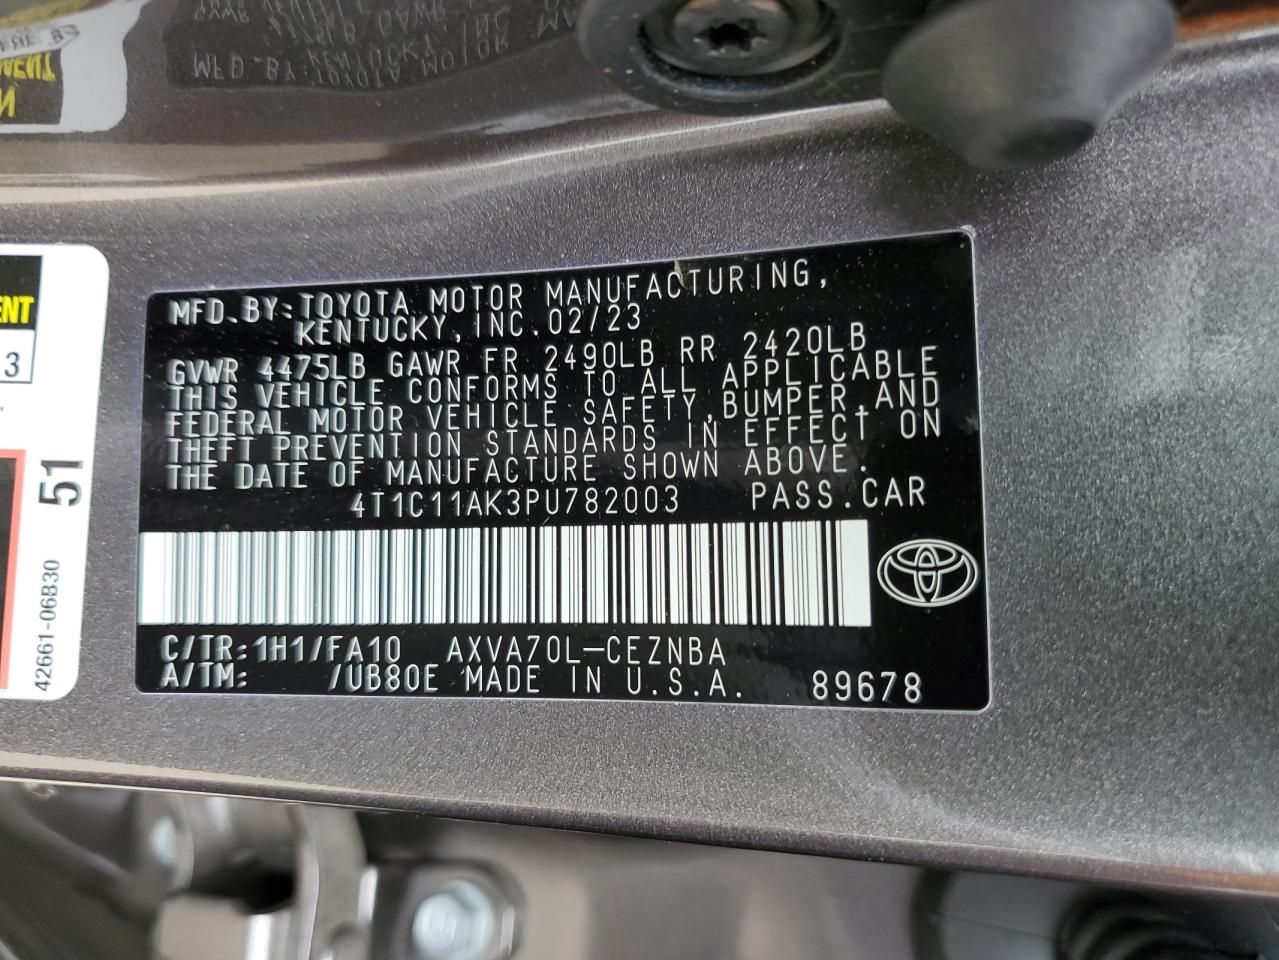 MFD. BY: TOYOTA MOTOR MANUFACTURING,
KENTUCKY, INC. 02/23
GVWR 4475LB GAWR FR 2490LB RR 2420LB
THIS VEHICLE CONFORMS TO ALL APPLICABLE
FEDERAL MOTOR VEHICLE SAFETY, BUMPER, AND
THEFT PREVENTION STANDARDS IN EFFECT ON
THE DATE OF MANUFACTURE SHOWN ABOVE.
4T1C11AK3PU782003 PASS. CAR
C/TR: 1H1/FA10 AXVA70L-CEZNBA
A/TM: /UB80E MADE IN U.S.A. 89678
51
42661-06B30